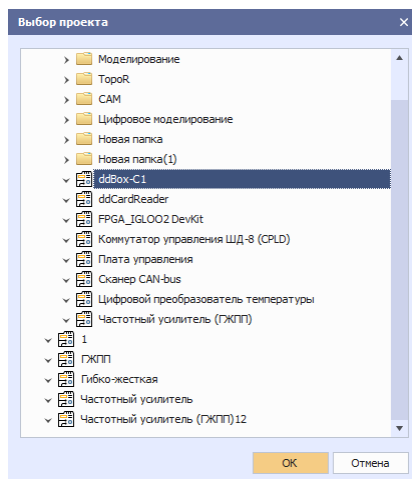 Выбор проекта
Моделирование
TopoR
CAM
Цифровое моделирование
Новая папка
Новая папка(1)
ddBox-C1
ddCardReader
FPGA_IGLOO2 DevKit
Коммутатор управления ШД-8 (CPLD)
Плата управления
Сканер CAN-bus
Цифровой преобразователь температуры
Частотный усилитель (ГЖПП)
1
ГЖПП
Гибко-жесткая
Частотный усилитель
Частотный усилитель (ГЖПП)12
ОК Отмена